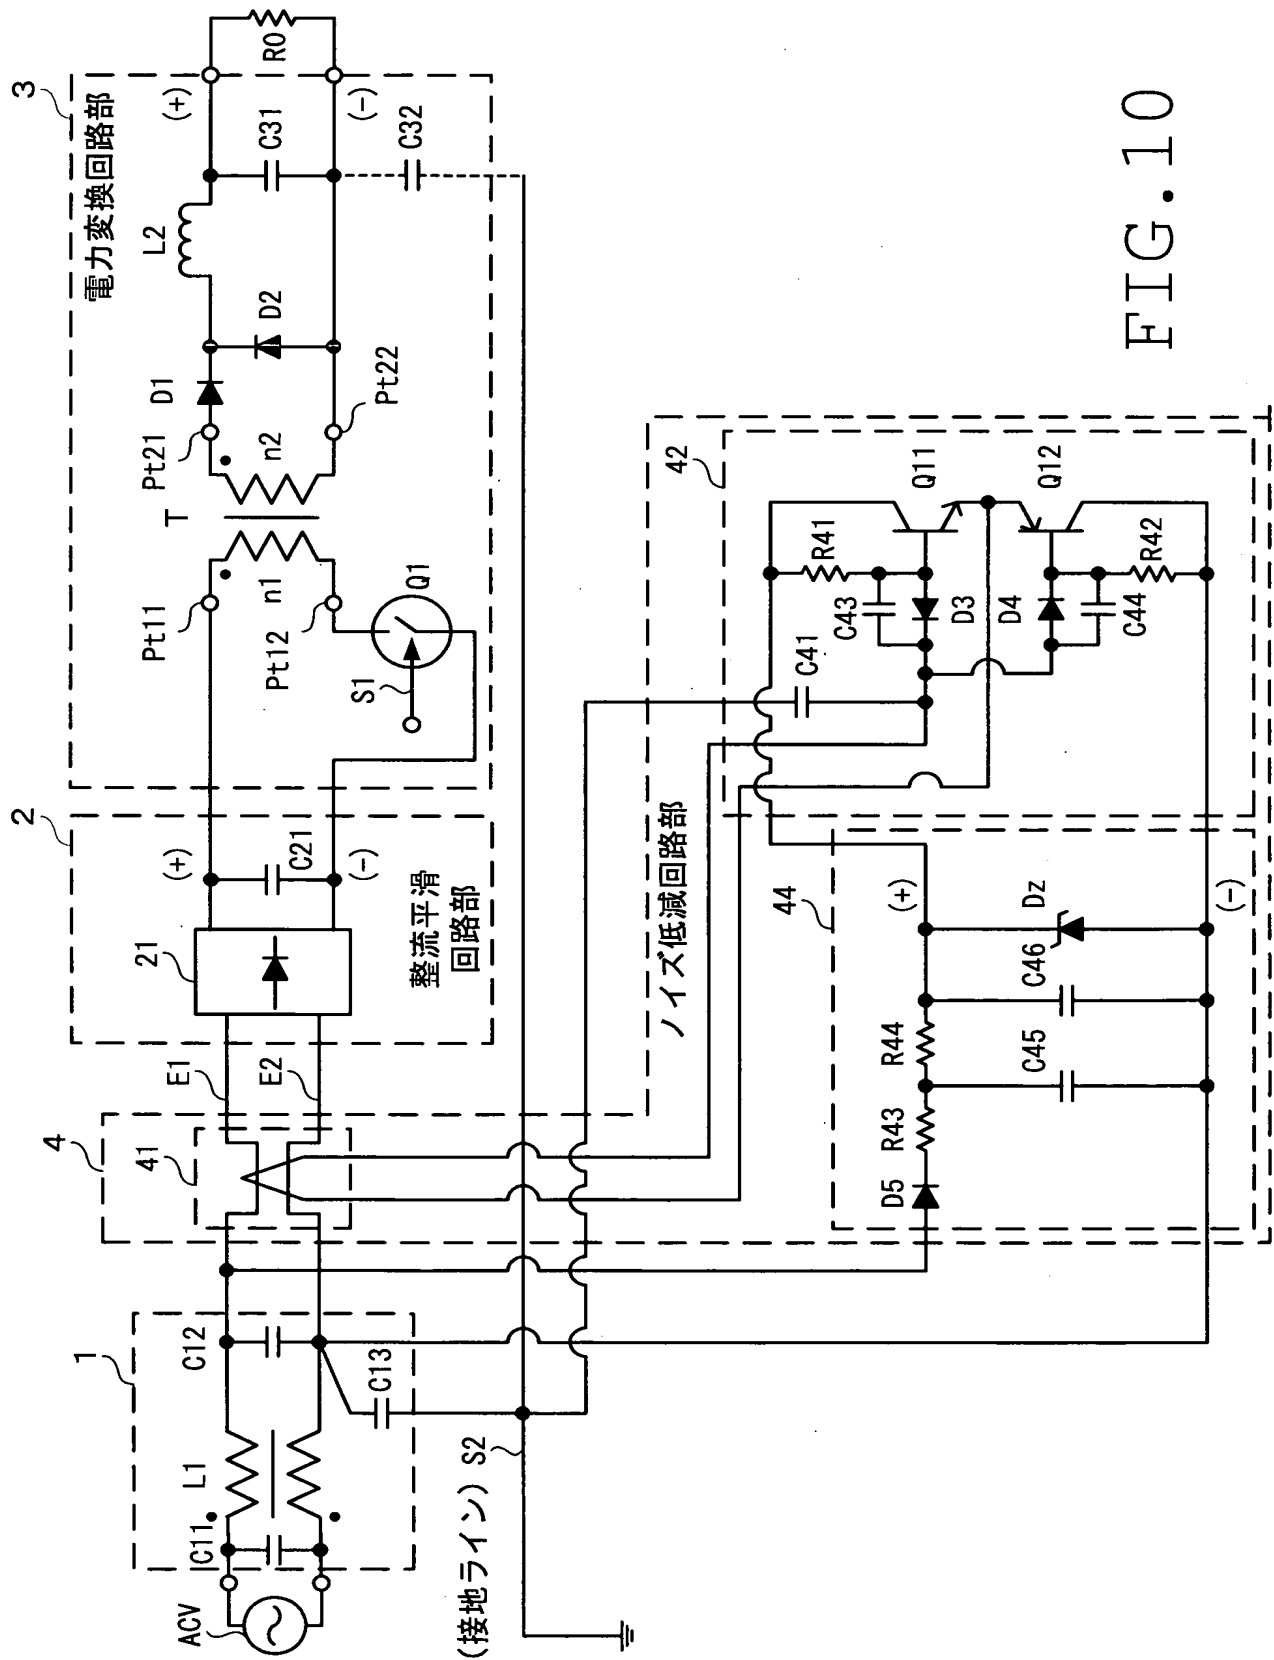 FIG.10
3
電力変換回路部
(+)
(-)
R0
C31
C32
L2
D1
D2
Pt21
Pt22
n2
T
n1
Pt11
Pt12
Q1
S1
2
(+)
(-)
C21
21
整流平滑
回路部
E1
E2
4
41
ノイズ低減回路部
1
C12
C13
L1
C11
ACV
(接地ライン) S2
42
Q11
Q12
R41
R42
C43
C44
D3
D4
C41
44
(+)
(-)
Dz
C46
C45
R44
R43
D5